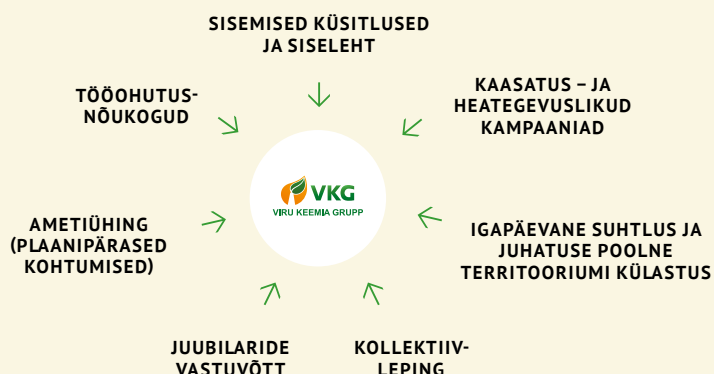 SISEMISED KÜSITLUSED
JA SISELEHT
TÖÖOHUTUS-
NÕUKOGUD
KAASATUS – JA
HEATEGEVUSLIKUD
KAMPAANIAD
VKG
VIRU KEEMIA GRUPP
AMETIÜHING
(PLAANIPÄRASED
KOHTUMISED)
IGAPÄEVANE SUHTLUS JA
JUHATUSE POOLNE
TERRITOORIUMI KÜLASTUS
JUUBILARIDE
VASTUVÕTT
KOLLEKTIIV-
LEPING